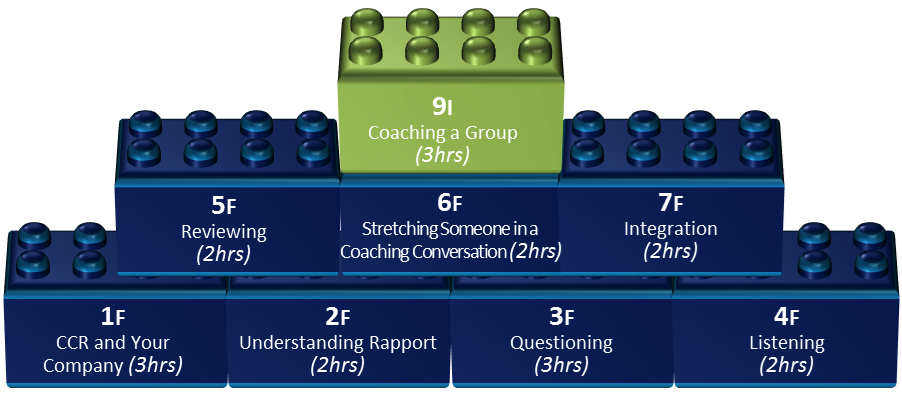 9I
Coaching a Group
(3hrs)
5F
Reviewing
(2hrs)
6F
Stretching Someone in a
Coaching Conversation (2hrs)
7F
Integration
(2hrs)
1F
CCR and Your
Company (3hrs)
2F
Understanding Rapport
(2hrs)
3F
Questioning
(3hrs)
4F
Listening
(2hrs)